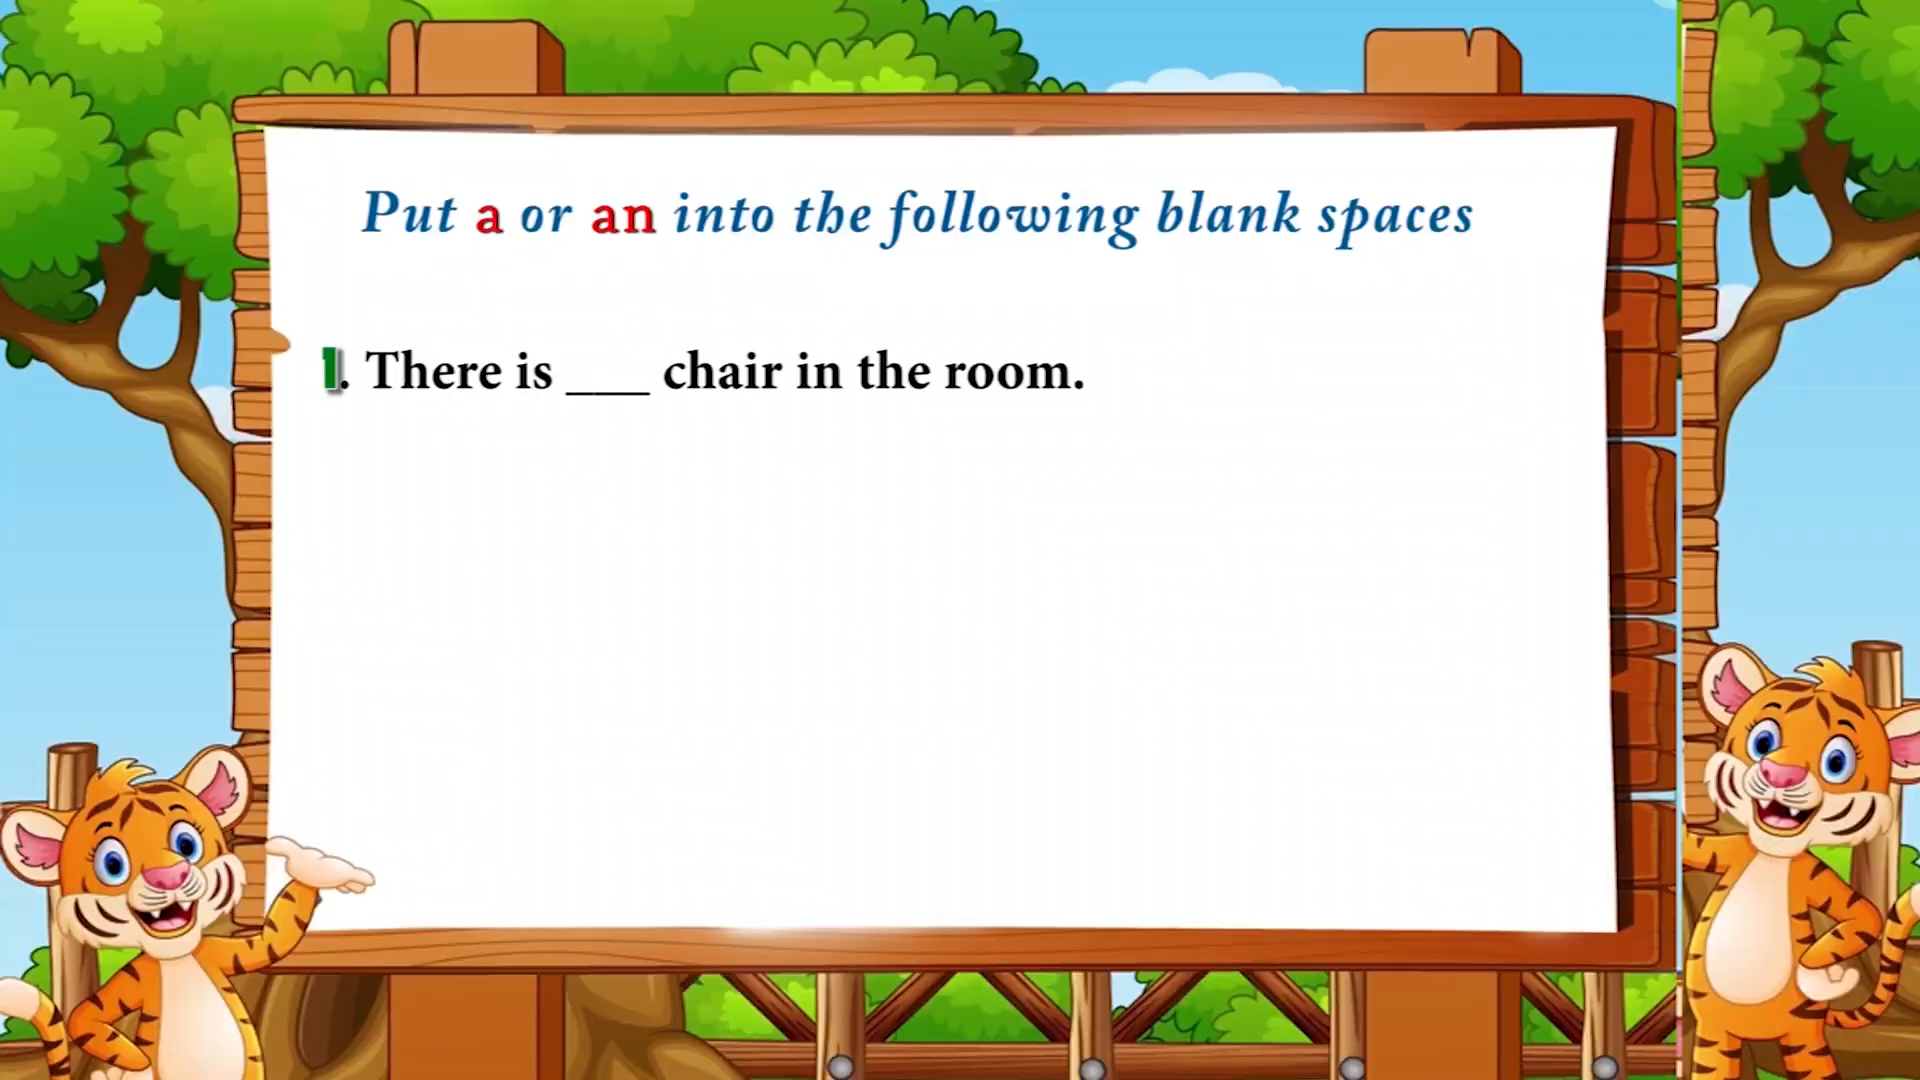 Put a or an into the following blank spaces
1. There is ___ chair in the room.